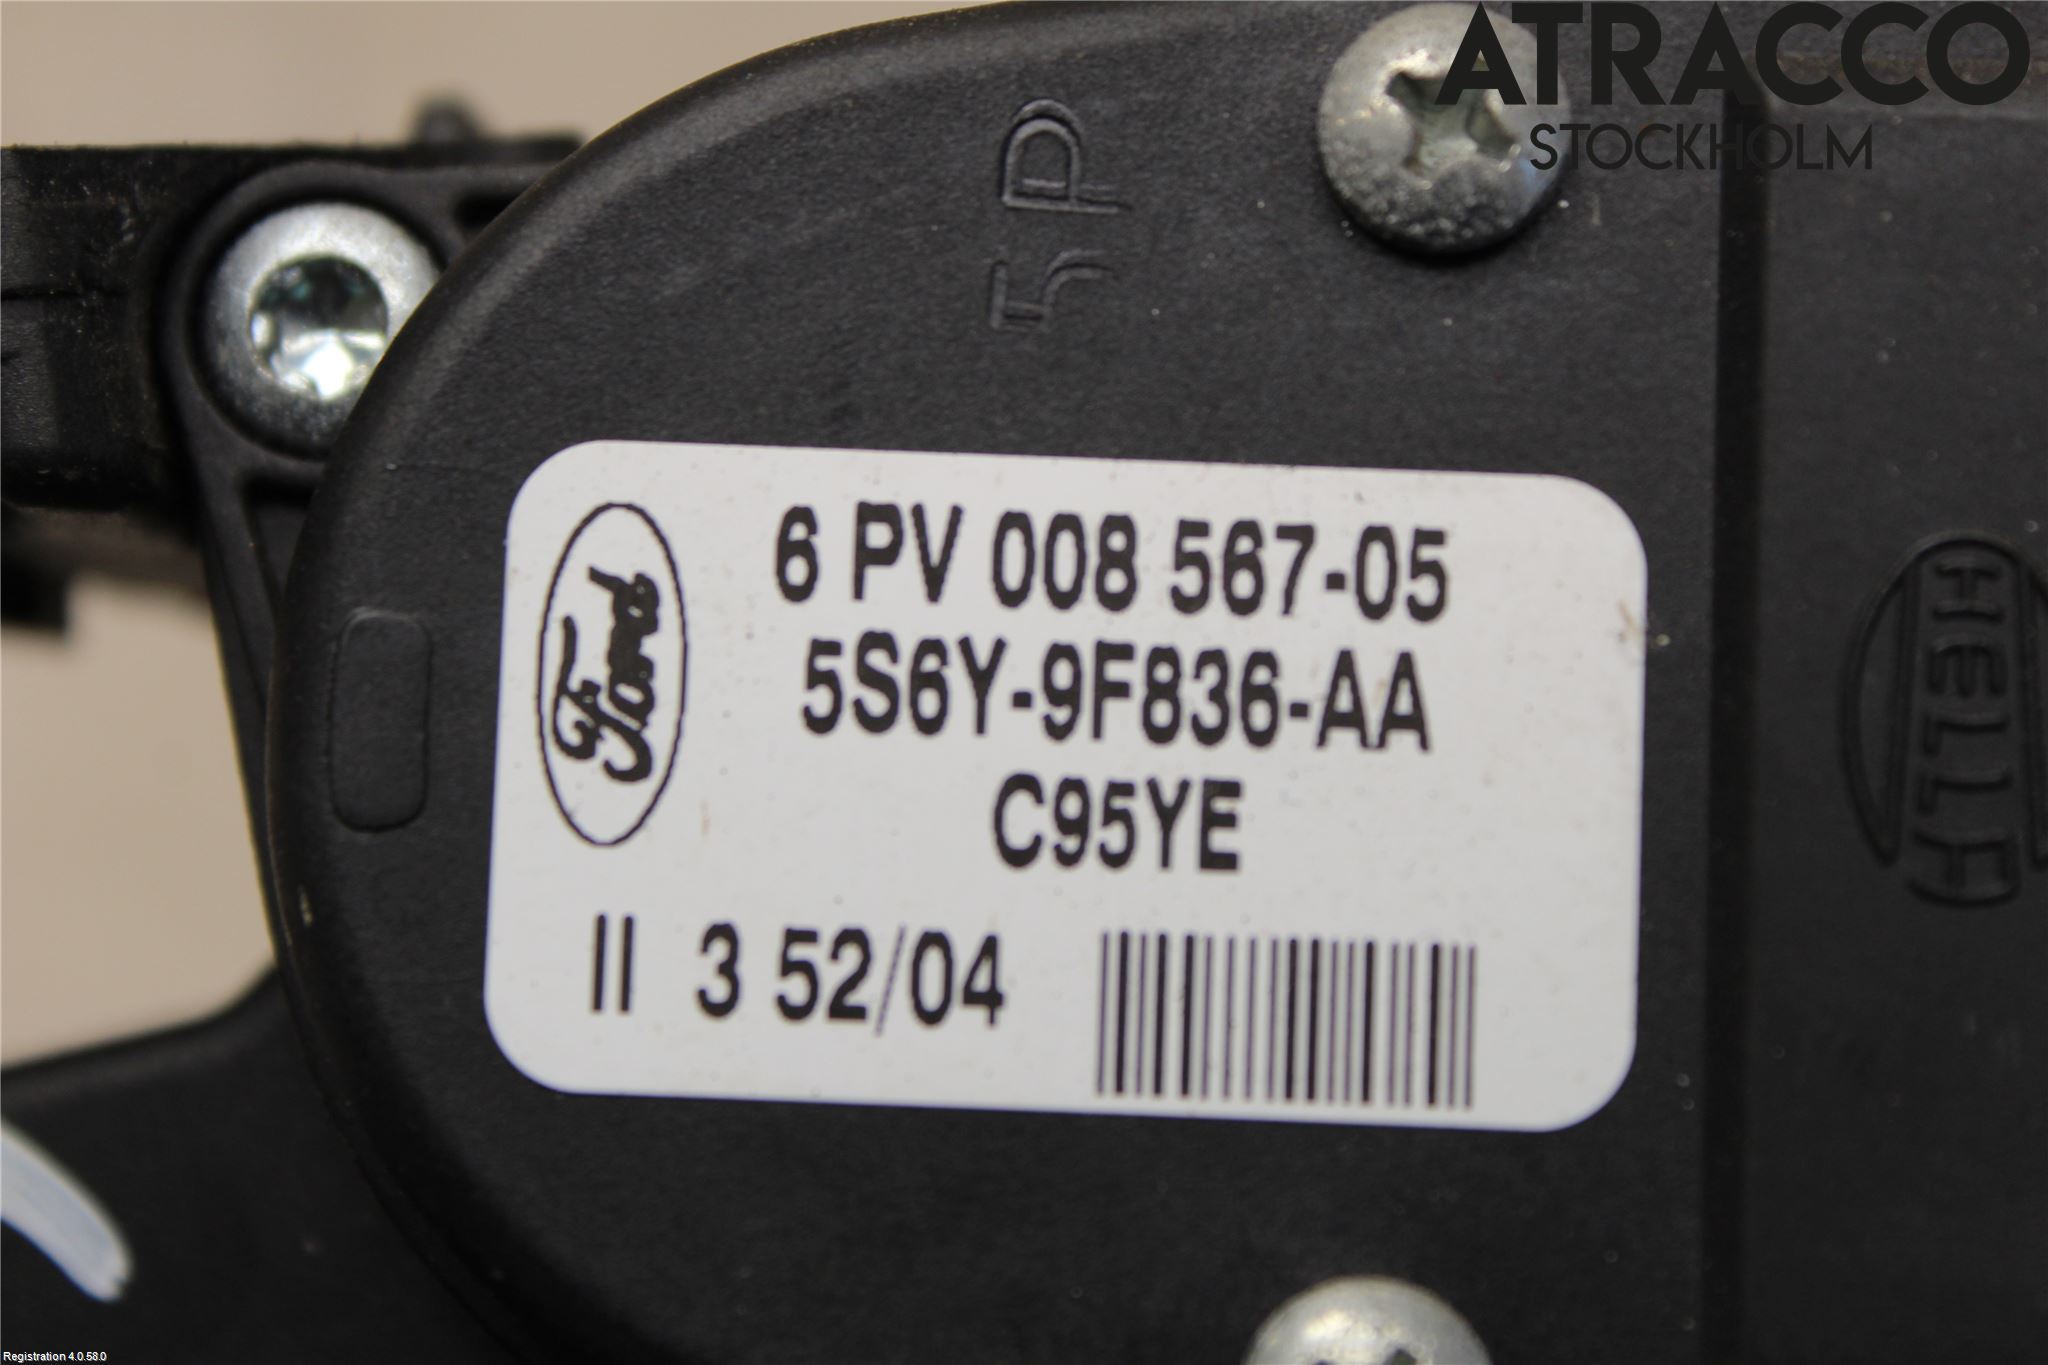 ATRACCO
STOCKHOLM
5P
Ford
6 PV 008 567-05
5S6Y-9F836-AA
C95YE
II 3 52/04
HELLA
Registration 4.0.58.0